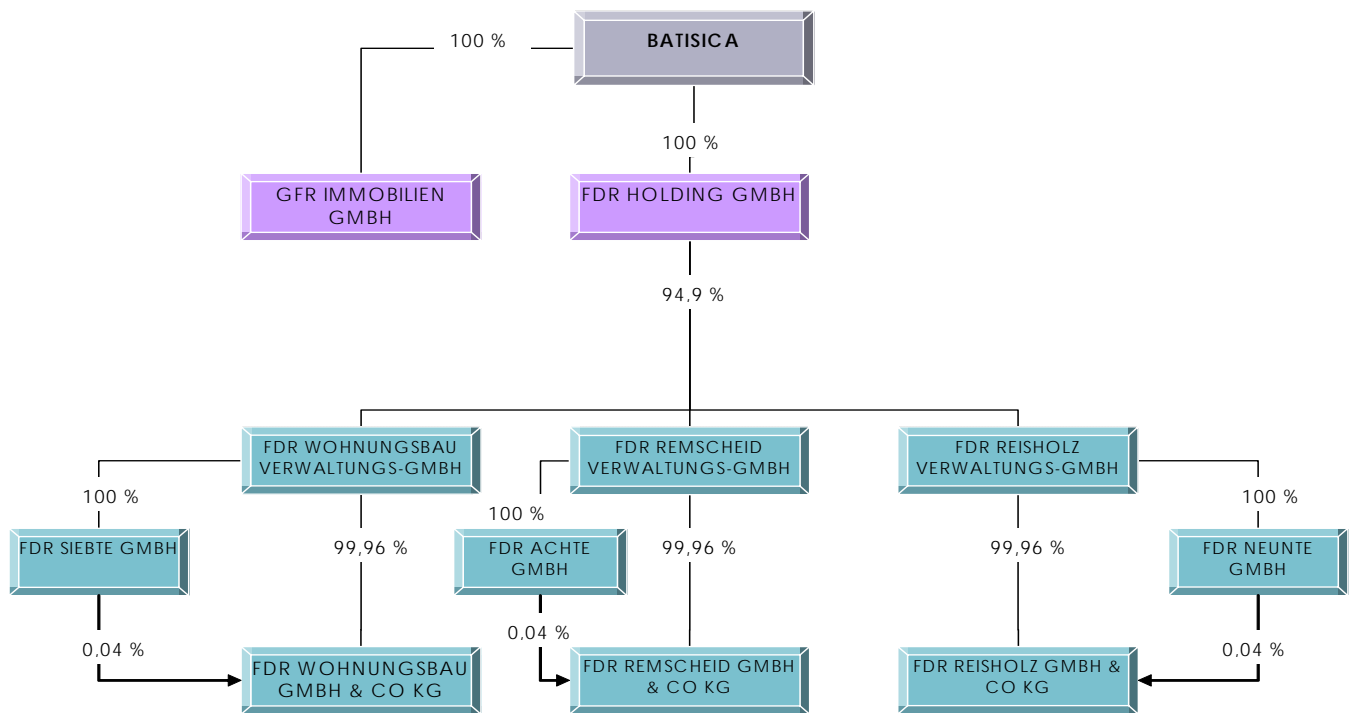 BATISICA
100 %
100 %
GFR IMMOBILIEN
GMBH
FDR HOLDING GMBH
94,9 %
FDR WOHNUNGSBAU
VERWALTUNGS-GMBH
FDR REMSCHEID
VERWALTUNGS-GMBH
FDR REISHOLZ
VERWALTUNGS-GMBH
100 %
100 %
100 %
FDR SIEBTE GMBH
99,96 %
FDR ACHTE
GMBH
99,96 %
99,96 %
FDR NEUNTE
GMBH
0,04 %
0,04 %
0,04 %
FDR WOHNUNGSBAU
GMBH & CO KG
FDR REMSCHEID GMBH
& CO KG
FDR REISHOLZ GMBH &
CO KG